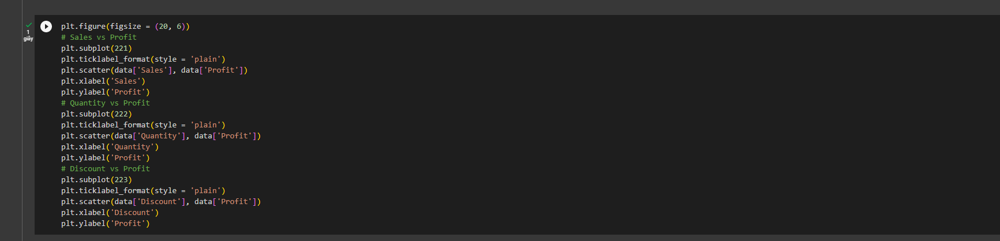 plt.figure(figsize = (20, 6))
1
# Sales vs Profit
giây
plt.subplot(221)
plt.ticklabel_format(style = 'plain')
plt.scatter(data['Sales'], data['Profit'])
plt.xlabel('Sales')
plt.ylabel('Profit')
# Quantity vs Profit
plt.subplot(222)
plt.ticklabel_format(style = 'plain')
plt.scatter(data['Quantity'], data['Profit'])
plt.xlabel('Quantity')
plt.ylabel('Profit')
# Discount vs Profit
plt.subplot(223)
plt.ticklabel_format(style = 'plain')
plt.scatter(data['Discount'], data['Profit'])
plt.xlabel('Discount')
plt.ylabel('Profit')